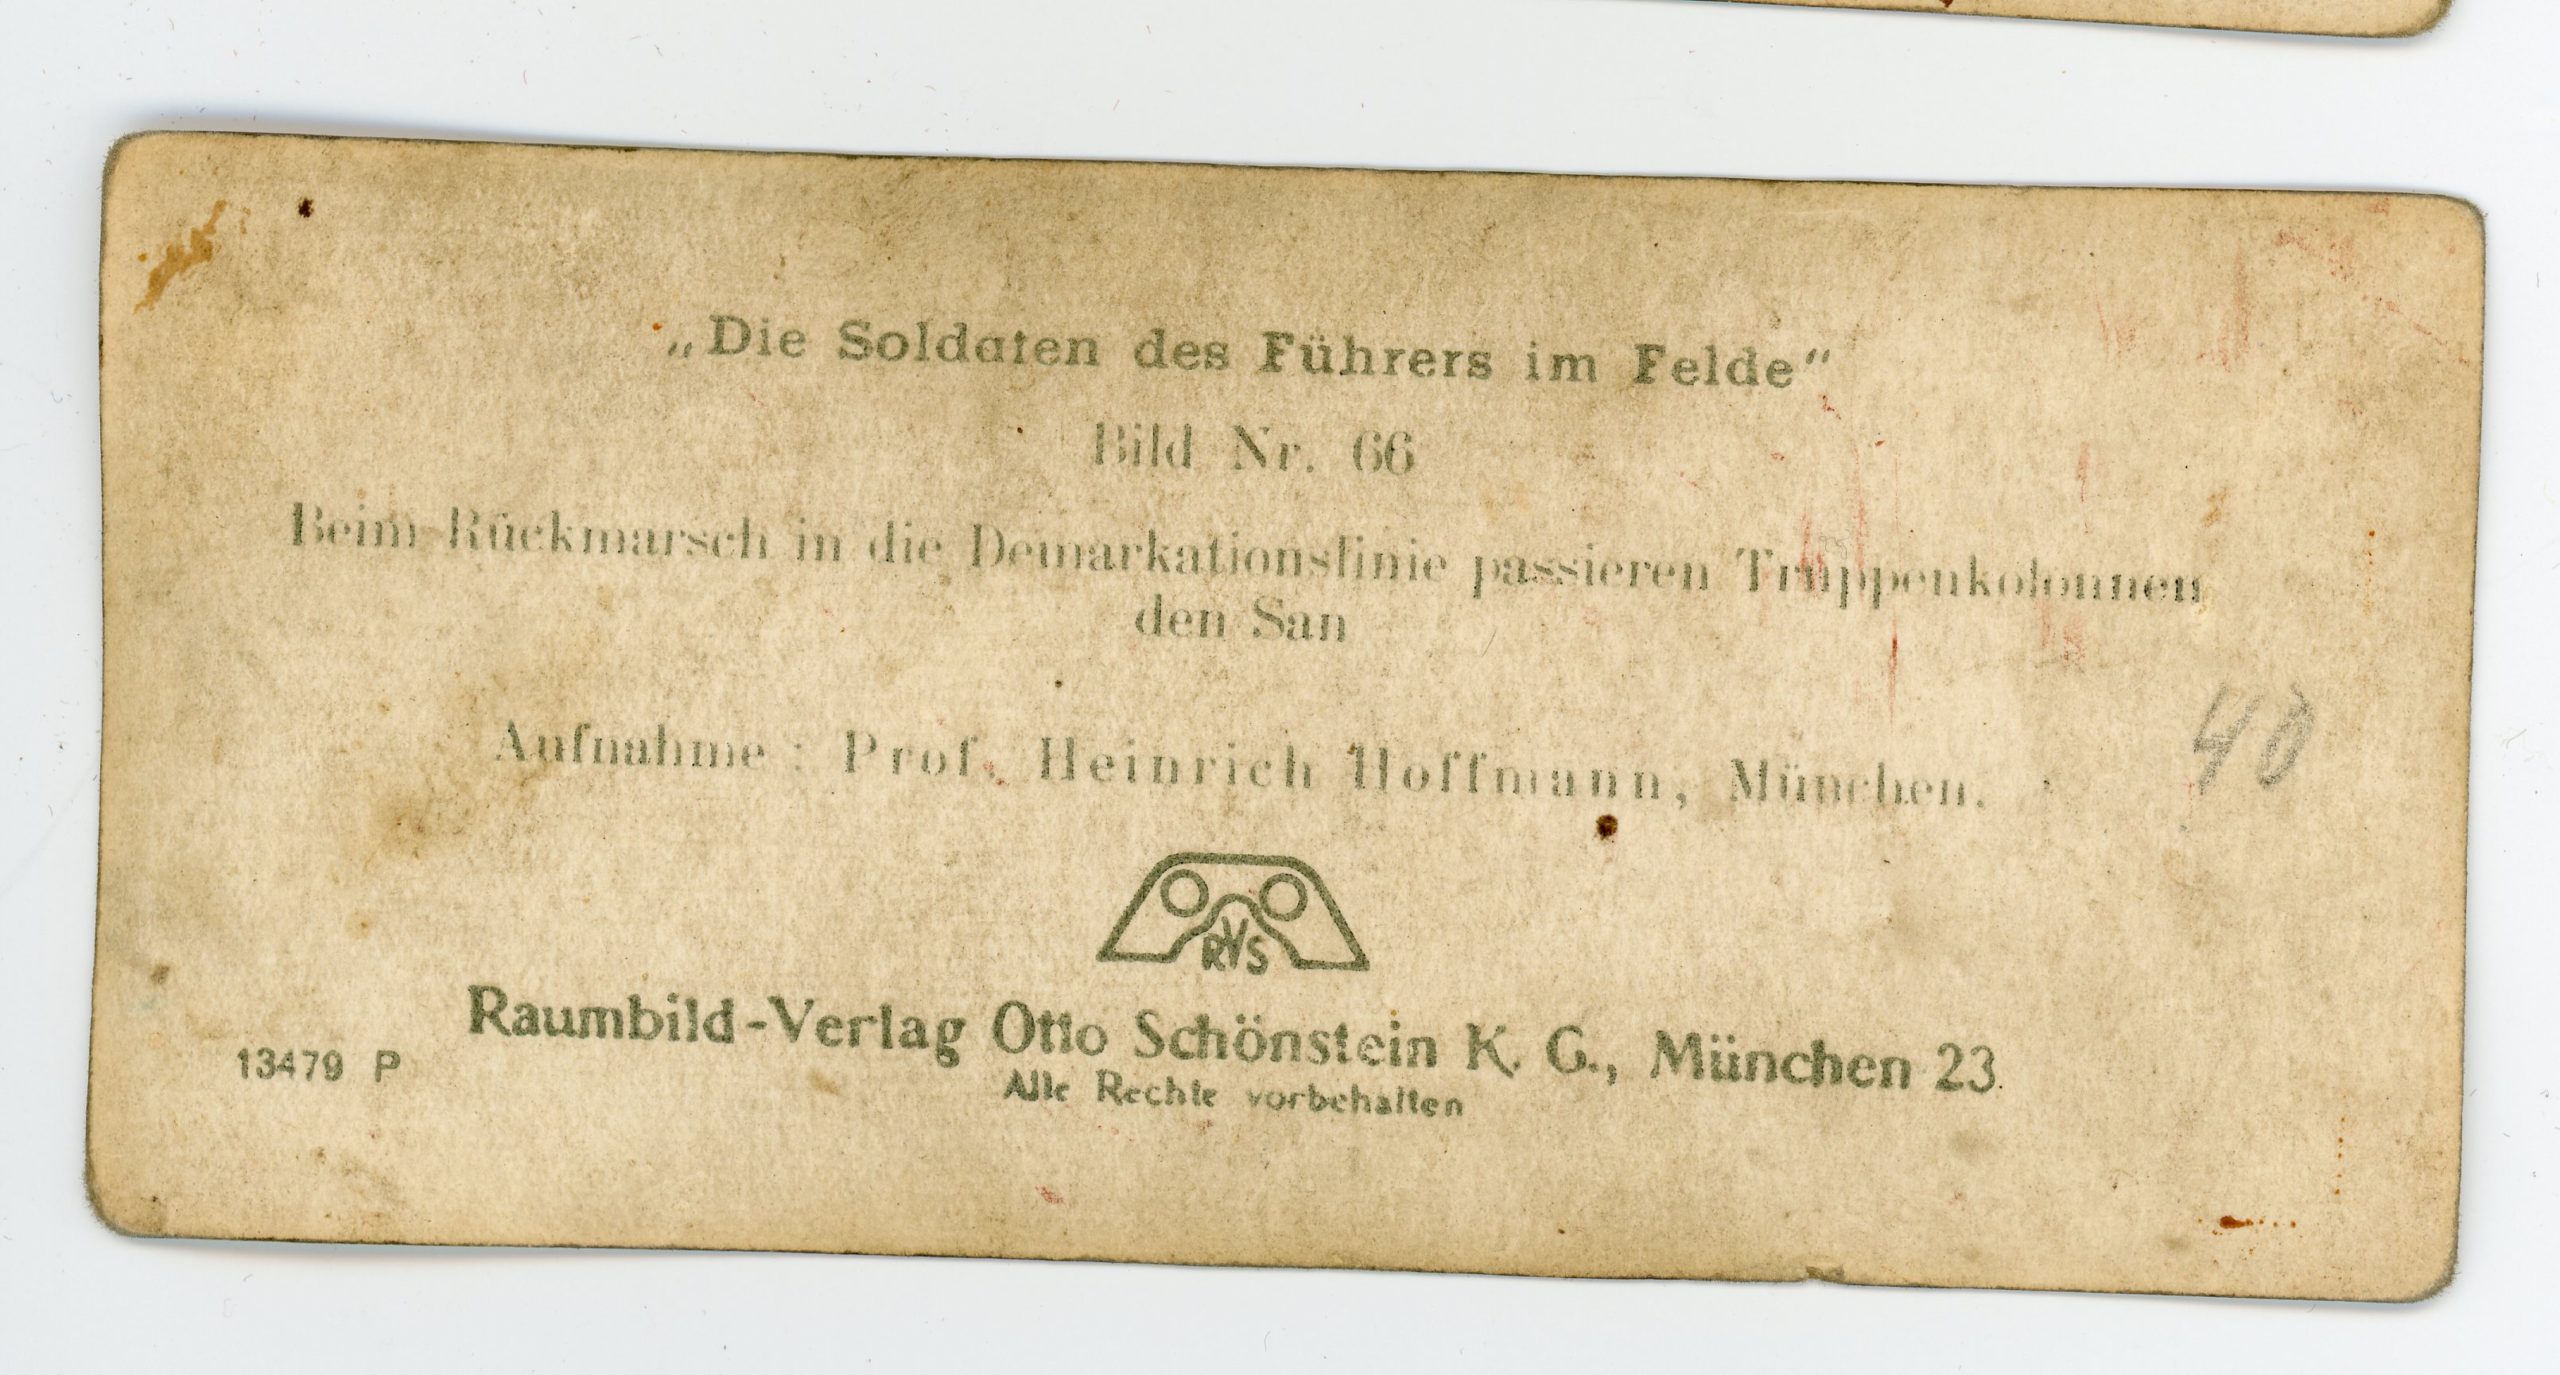 „Die Soldaten des Führers im Felde“
Bild Nr. 66
Beim Rückmarsch in die Demarkationslinie passieren Truppenkolonnen
den San
Aufnahme: Prof. Heinrich Hoffmann, München.
40
RVS
Raumbild-Verlag Otto Schönstein K. G., München 23.
13479 P
Alle Rechte vorbehalten